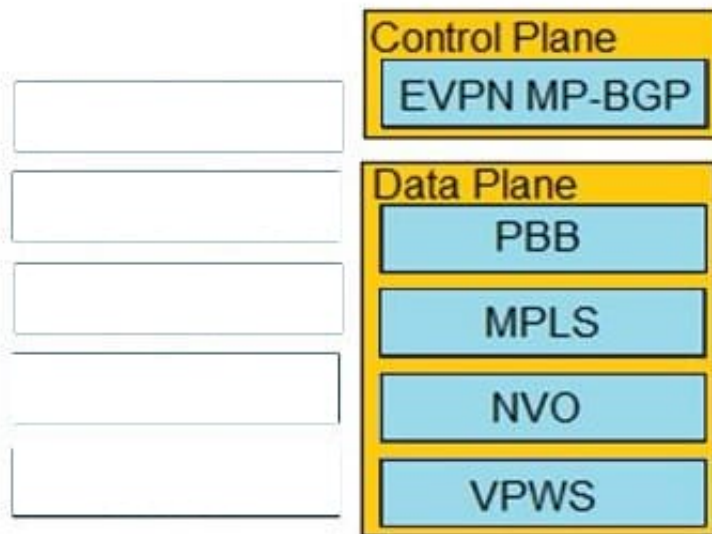 Control Plane
EVPN MP-BGP
Data Plane
PBB
MPLS
NVO
VPWS